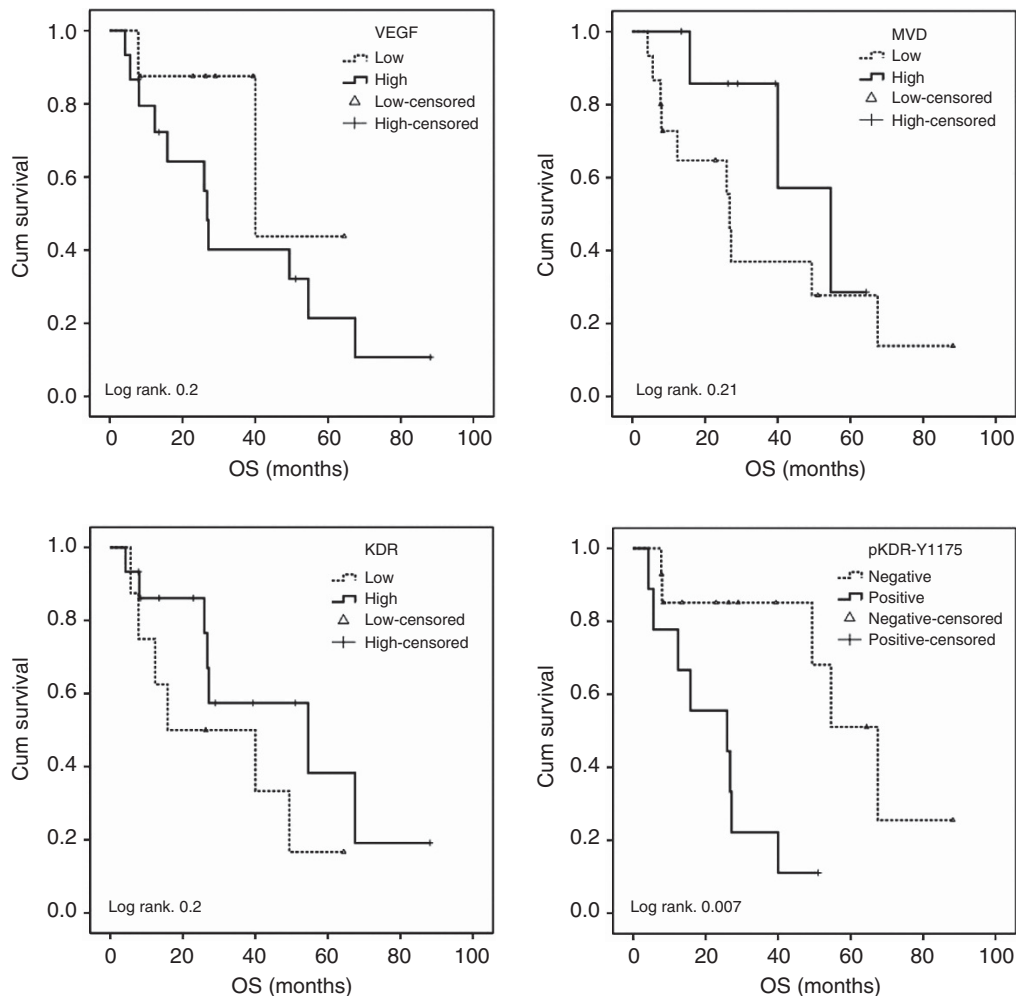 VEGF
Low
High
Low-censored
High-censored
1.0
0.8
0.6
0.4
0.2
0.0
Cum survival
Log rank. 0.2
0 20 40 60 80 100
OS (months)
MVD
Low
High
Low-censored
High-censored
1.0
0.8
0.6
0.4
0.2
0.0
Cum survival
Log rank. 0.21
0 20 40 60 80 100
OS (months)
KDR
Low
High
Low-censored
High-censored
1.0
0.8
0.6
0.4
0.2
0.0
Cum survival
Log rank. 0.2
0 20 40 60 80 100
OS (months)
pKDR-Y1175
Negative
Positive
Negative-censored
Positive-censored
1.0
0.8
0.6
0.4
0.2
0.0
Cum survival
Log rank. 0.007
0 20 40 60 80 100
OS (months)